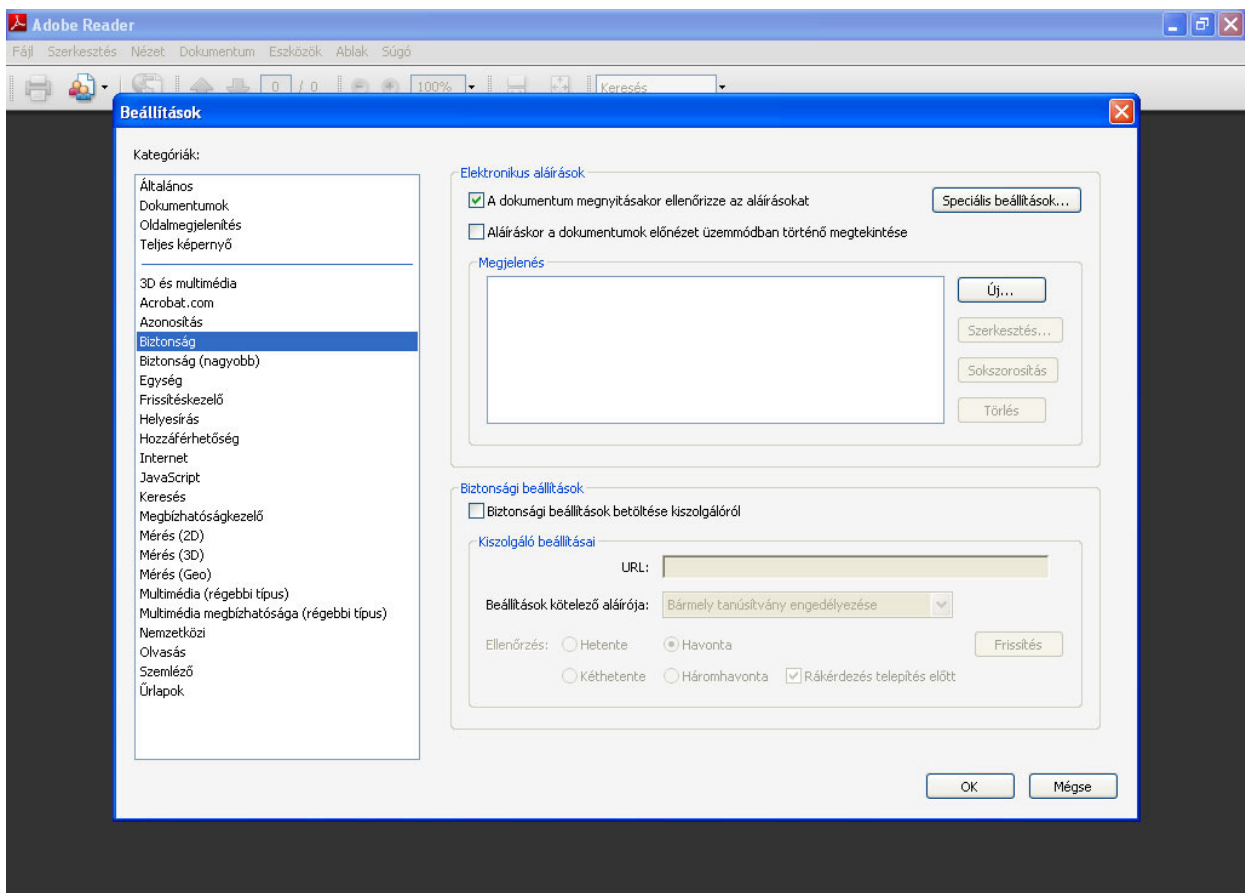 Adobe Reader
Fájl Szerkesztés Nézet Dokumentum Eszközök Ablak Súgó
0 / 0 100% Keresés
Beállítások
Kategóriák:
Általános
Dokumentumok
Oldalmegjelenítés
Teljes képernyő
3D és multimédia
Acrobat.com
Azonosítás
Biztonság
Biztonság (nagyobb)
Egység
Frissítéskezelő
Helyesírás
Hozzáférhetőség
Internet
JavaScript
Keresés
Megbízhatóságkezelő
Mérés (2D)
Mérés (3D)
Mérés (Geo)
Multimédia (régebbi típus)
Multimédia megbízhatósága (régebbi típus)
Nemzetközi
Olvasás
Szemléző
Űrlapok
Elektronikus aláírások
A dokumentum megnyitásakor ellenőrizze az aláírásokat
Speciális beállítások...
Aláíráskor a dokumentumok előnézet üzemmódban történő megtekintése
Megjelenés
Új...
Szerkesztés...
Sokszorosítás
Törlés
Biztonsági beállítások
Biztonsági beállítások betöltése kiszolgálóról
Kiszolgáló beállításai
URL:
Beállítások kötelező aláírója: Bármely tanúsítvány engedélyezése
Ellenőrzés: Hetente Havonta Frissítés
Kéthetente Háromhavonta Rákérdezés telepítés előtt
OK Mégse